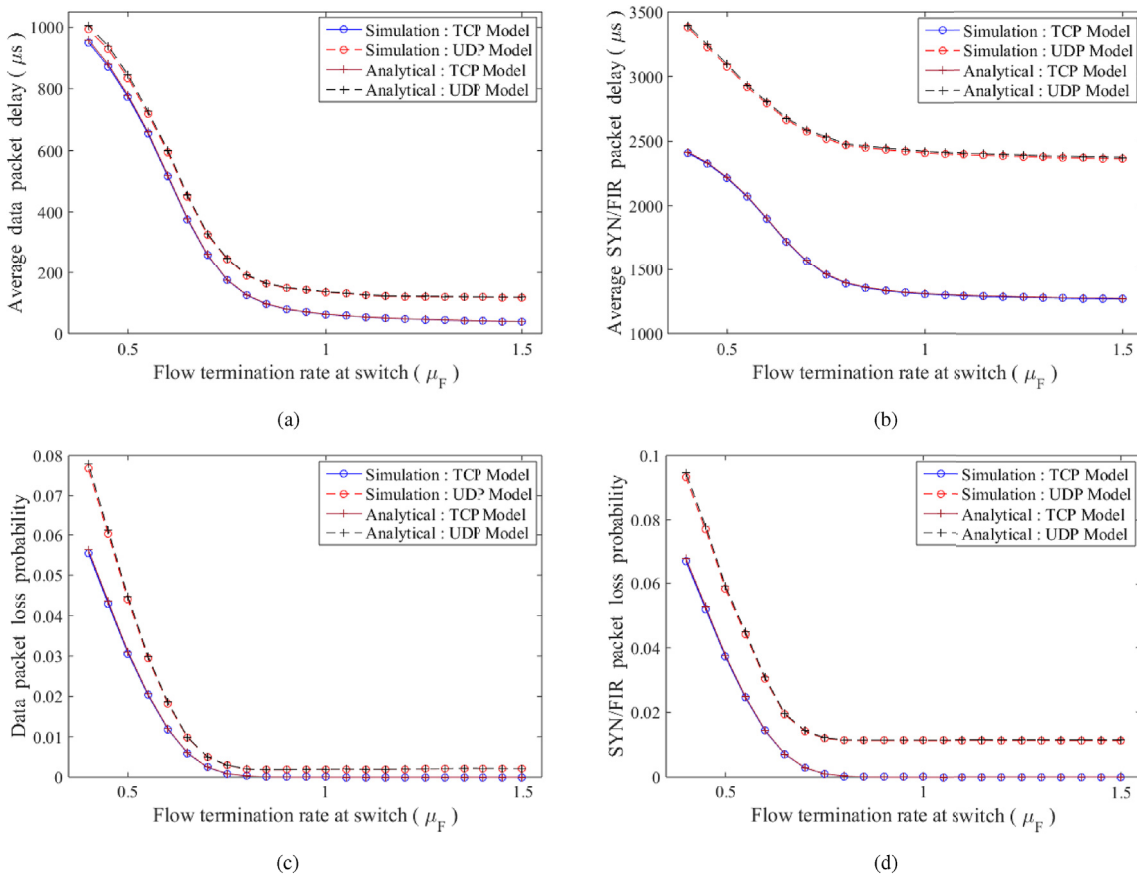 Average data packet delay ( μs )
1000
800
600
400
200
0
Simulation : TCP Model
Simulation : UDP Model
Analytical : TCP Model
Analytical : UDP Model
0.5
1
1.5
Flow termination rate at switch ( μF )
(a)
Average SYN/FIR packet delay ( μs )
3500
3000
2500
2000
1500
1000
Simulation : TCP Model
Simulation : UDP Model
Analytical : TCP Model
Analytical : UDP Model
0.5
1
1.5
Flow termination rate at switch ( μF )
(b)
Data packet loss probability
0.08
0.07
0.06
0.05
0.04
0.03
0.02
0.01
0
Simulation : TCP Model
Simulation : UDP Model
Analytical : TCP Model
Analytical : UDP Model
0.5
1
1.5
Flow termination rate at switch ( μF )
(c)
SYN/FIR packet loss probability
0.1
0.08
0.06
0.04
0.02
0
Simulation : TCP Model
Simulation : UDP Model
Analytical : TCP Model
Analytical : UDP Model
0.5
1
1.5
Flow termination rate at switch ( μF )
(d)